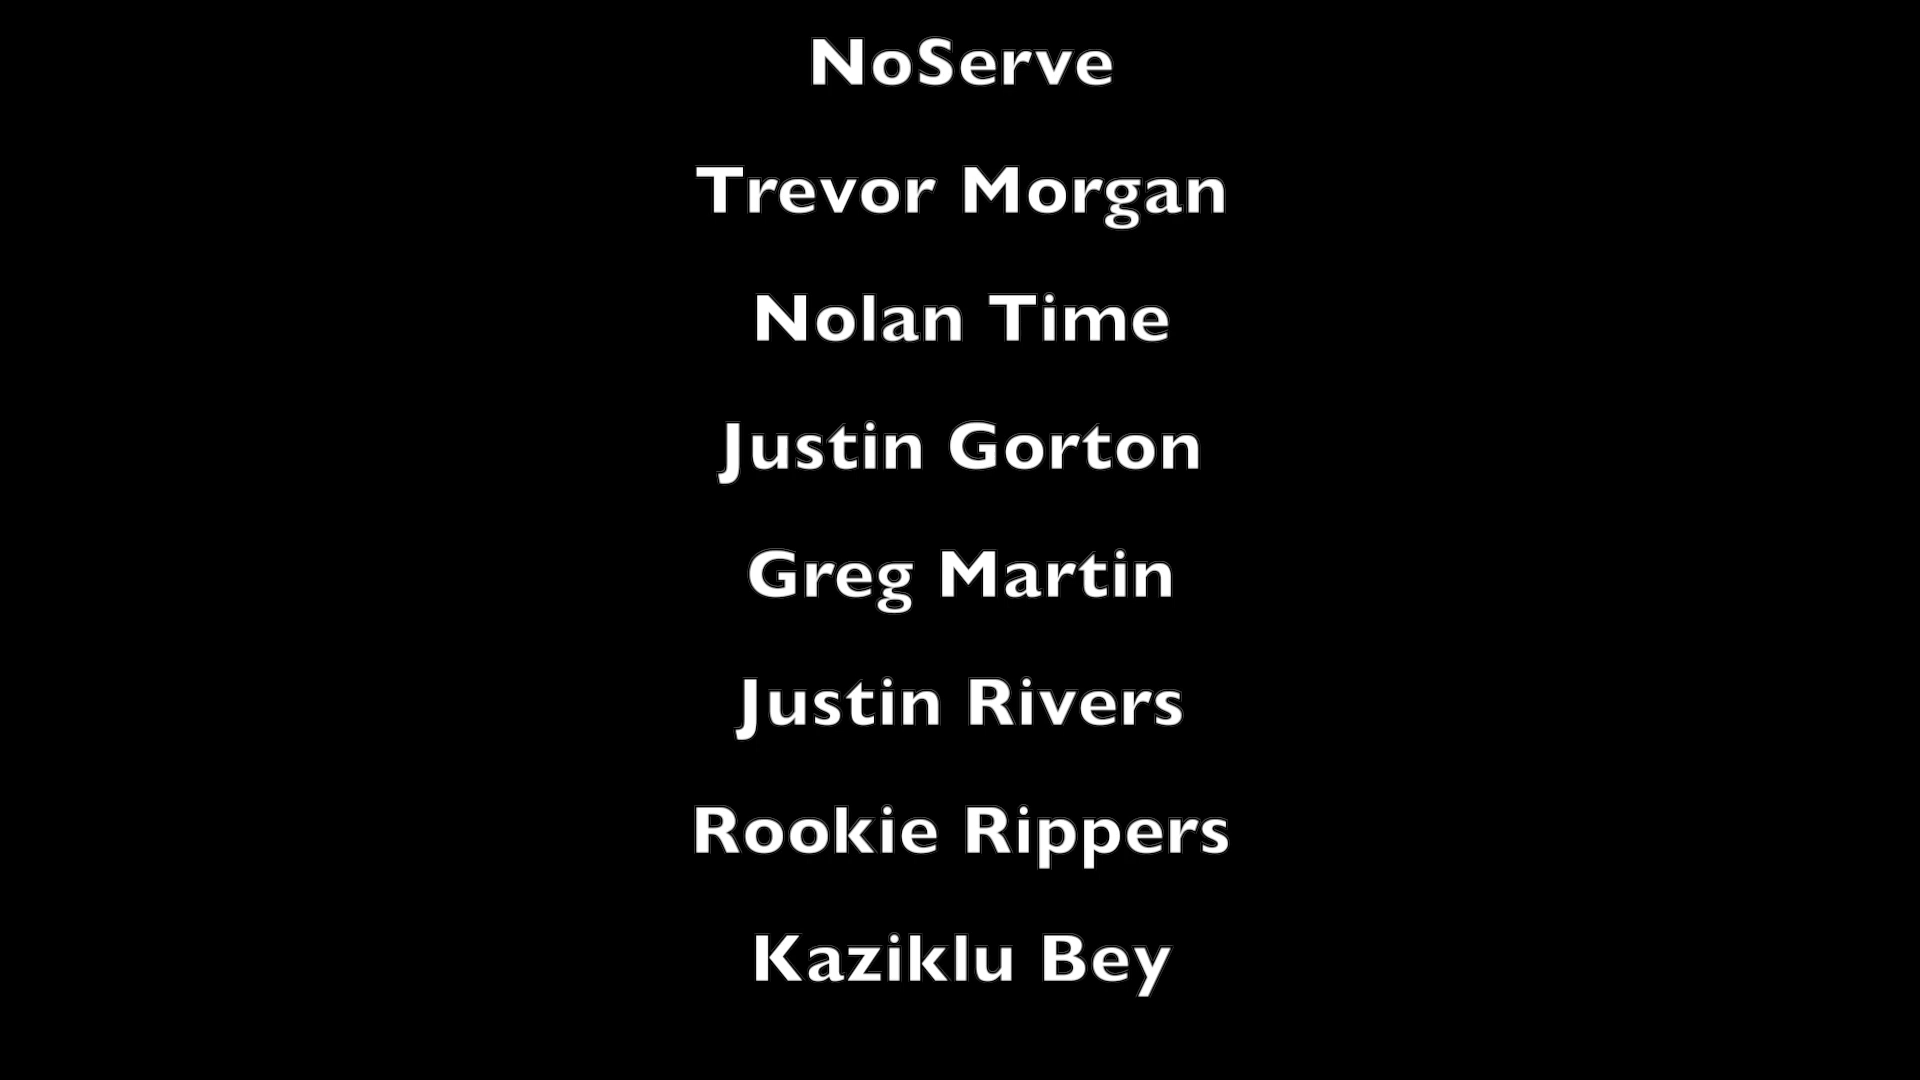 NoServe
Trevor Morgan
Nolan Time
Justin Gorton
Greg Martin
Justin Rivers
Rookie Rippers
Kaziklu Bey